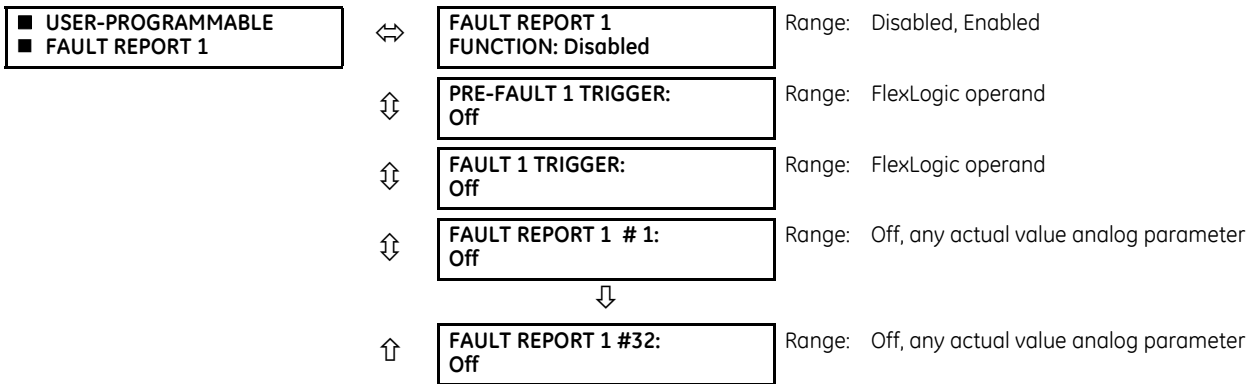 ■ USER-PROGRAMMABLE
■ FAULT REPORT 1
FAULT REPORT 1
FUNCTION: Disabled
Range: Disabled, Enabled
PRE-FAULT 1 TRIGGER:
Off
Range: FlexLogic operand
FAULT 1 TRIGGER:
Off
Range: FlexLogic operand
FAULT REPORT 1 # 1:
Off
Range: Off, any actual value analog parameter
FAULT REPORT 1 #32:
Off
Range: Off, any actual value analog parameter